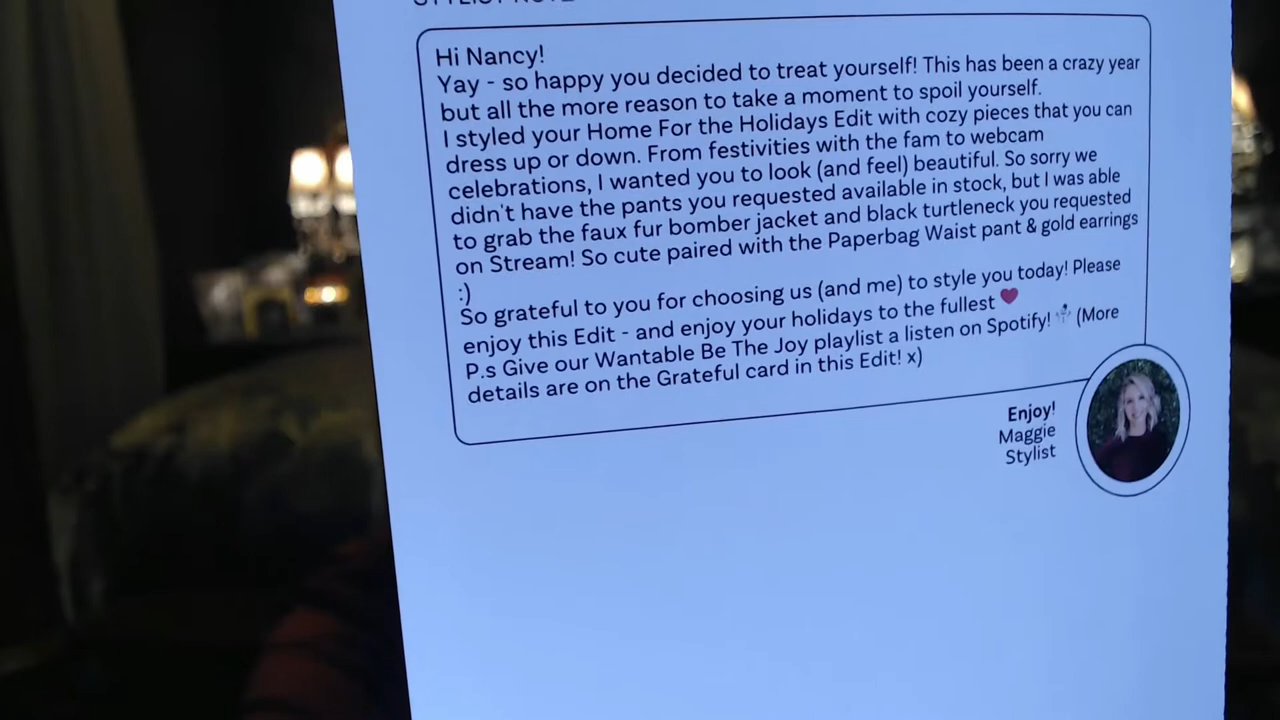 STYLIST NOTE
Hi Nancy!
Yay - so happy you decided to treat yourself! This has been a crazy year
but all the more reason to take a moment to spoil yourself.
I styled your Home For the Holidays Edit with cozy pieces that you can
dress up or down. From festivities with the fam to webcam
celebrations, I wanted you to look (and feel) beautiful. So sorry we
didn't have the pants you requested available in stock, but I was able
to grab the faux fur bomber jacket and black turtleneck you requested
on Stream! So cute paired with the Paperbag Waist pant & gold earrings
:)
So grateful to you for choosing us (and me) to style you today! Please
enjoy this Edit - and enjoy your holidays to the fullest ❤
P.s Give our Wantable Be The Joy playlist a listen on Spotify! (More
details are on the Grateful card in this Edit! x)
Enjoy!
Maggie
Stylist